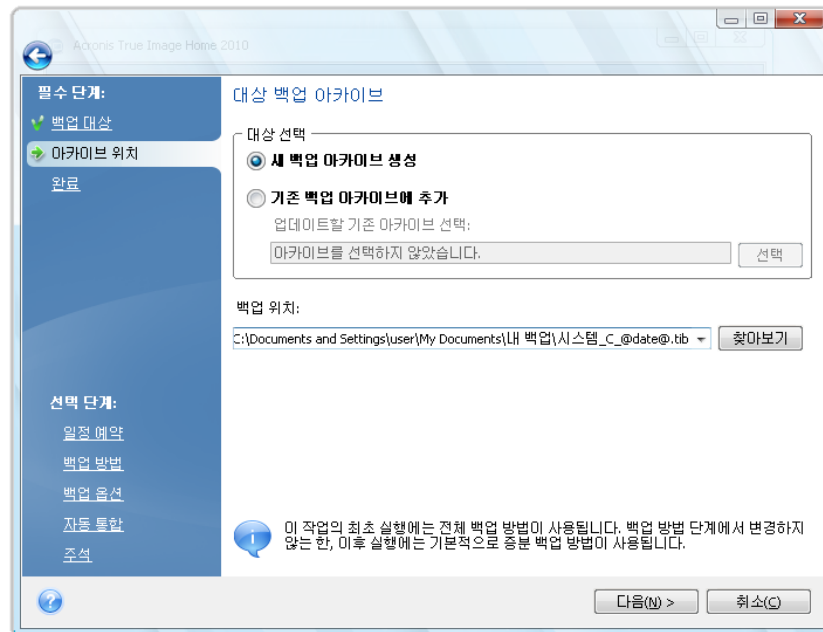 Acronis True Image Home 2010
필수 단계:
백업 대상
아카이브 위치
완료
선택 단계:
일정 예약
백업 방법
백업 옵션
자동 통합
주석
대상 백업 아카이브
대상 선택
새 백업 아카이브 생성
기존 백업 아카이브에 추가
업데이트할 기존 아카이브 선택:
아카이브를 선택하지 않았습니다.
선택
백업 위치:
C:\Documents and Settings\user\My Documents\내 백업\시스템_C_@date@.tib
찾아보기
이 작업의 최초 실행에는 전체 백업 방법이 사용됩니다. 백업 방법 단계에서 변경하지
않는 한, 이후 실행에는 기본적으로 증분 백업 방법이 사용됩니다.
다음(N) >
취소(C)